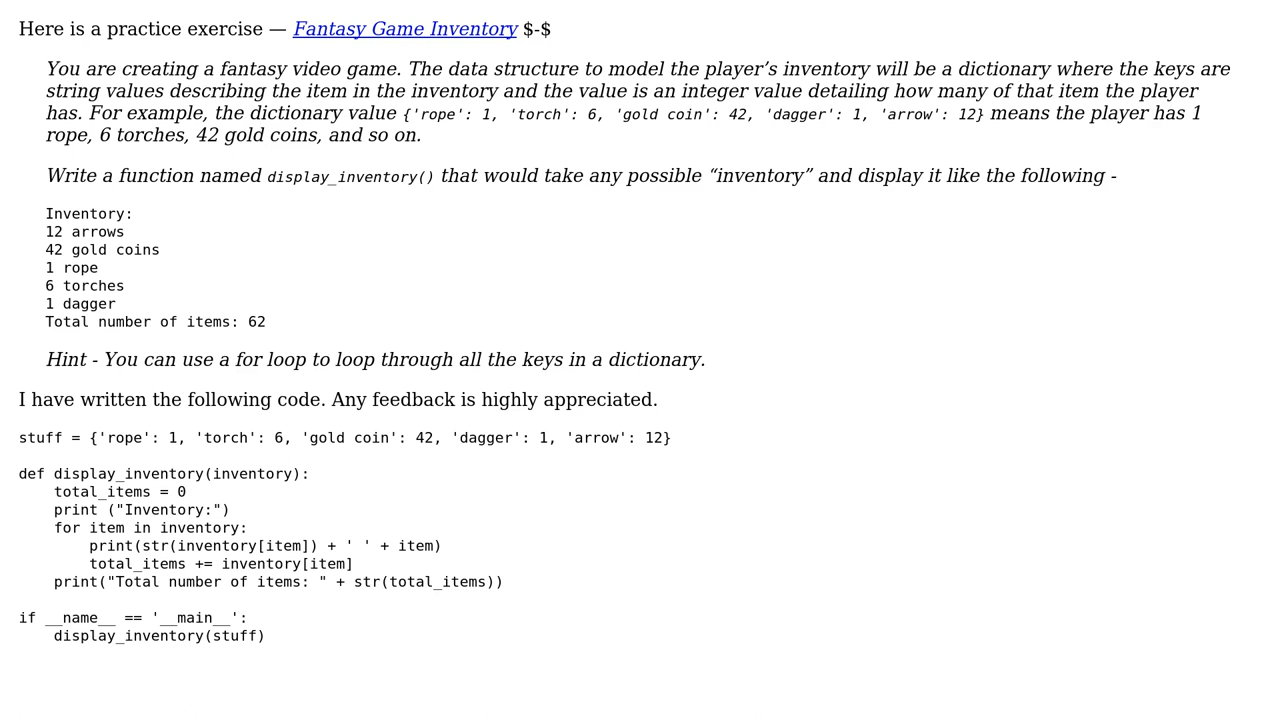 Here is a practice exercise — Fantasy Game Inventory $-$
You are creating a fantasy video game. The data structure to model the player’s inventory will be a dictionary where the keys are
string values describing the item in the inventory and the value is an integer value detailing how many of that item the player
has. For example, the dictionary value {'rope': 1, 'torch': 6, 'gold coin': 42, 'dagger': 1, 'arrow': 12} means the player has 1
rope, 6 torches, 42 gold coins, and so on.
Write a function named display_inventory() that would take any possible “inventory” and display it like the following -
Inventory:
12 arrows
42 gold coins
1 rope
6 torches
1 dagger
Total number of items: 62
Hint - You can use a for loop to loop through all the keys in a dictionary.
I have written the following code. Any feedback is highly appreciated.
stuff = {'rope': 1, 'torch': 6, 'gold coin': 42, 'dagger': 1, 'arrow': 12}
def display_inventory(inventory):
    total_items = 0
    print ("Inventory:")
    for item in inventory:
        print(str(inventory[item]) + ' ' + item)
        total_items += inventory[item]
    print("Total number of items: " + str(total_items))
if __name__ == '__main__':
    display_inventory(stuff)